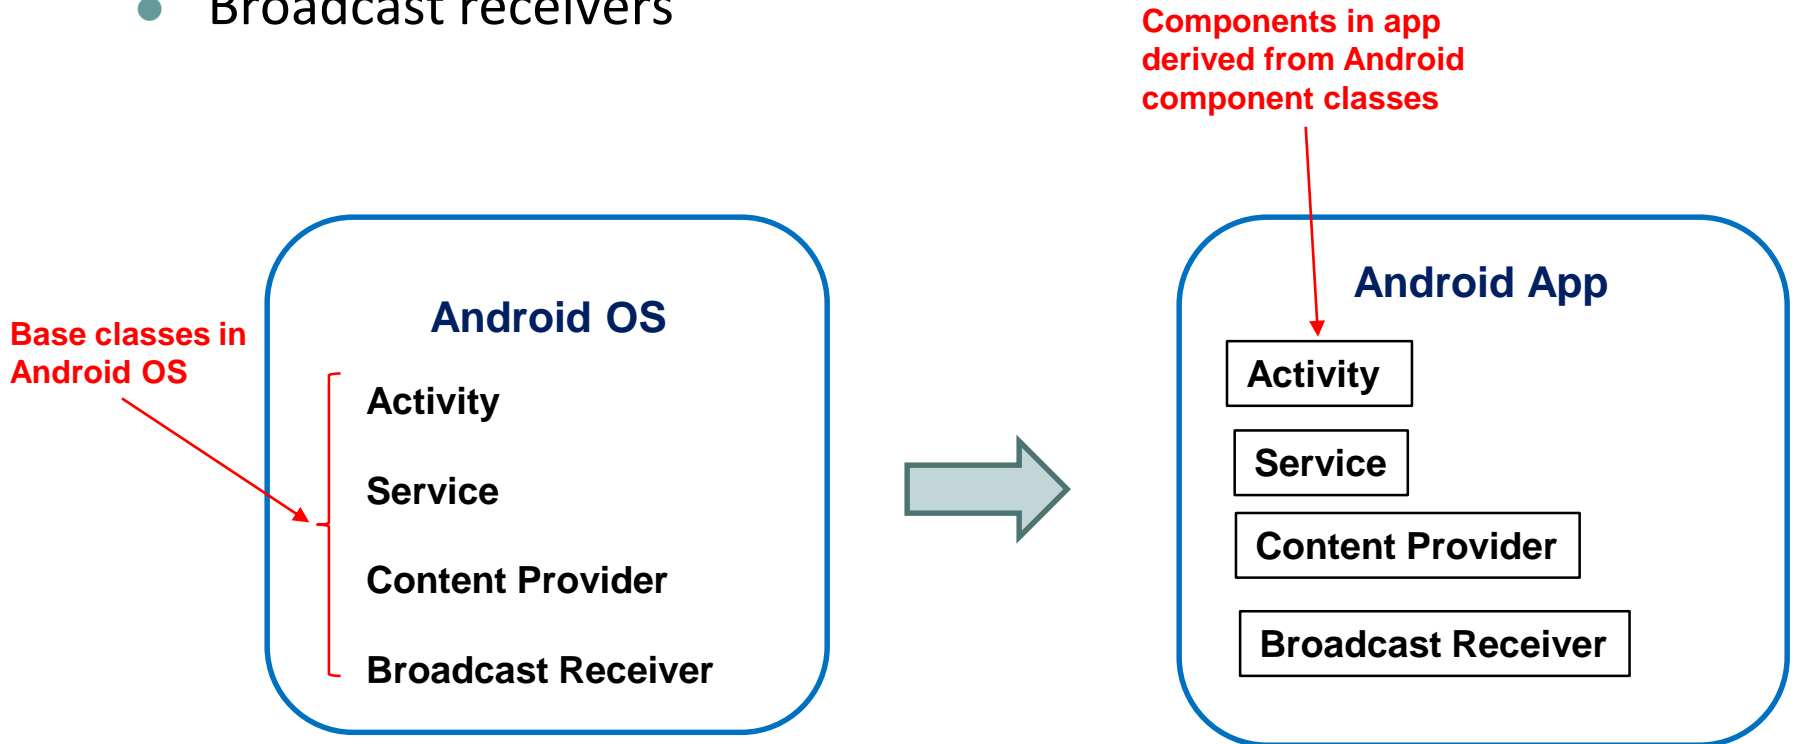 Broadcast receivers
Components in app
derived from Android
component classes
Base classes in
Android OS
Android OS
Activity
Service
Content Provider
Broadcast Receiver
Android App
Activity
Service
Content Provider
Broadcast Receiver